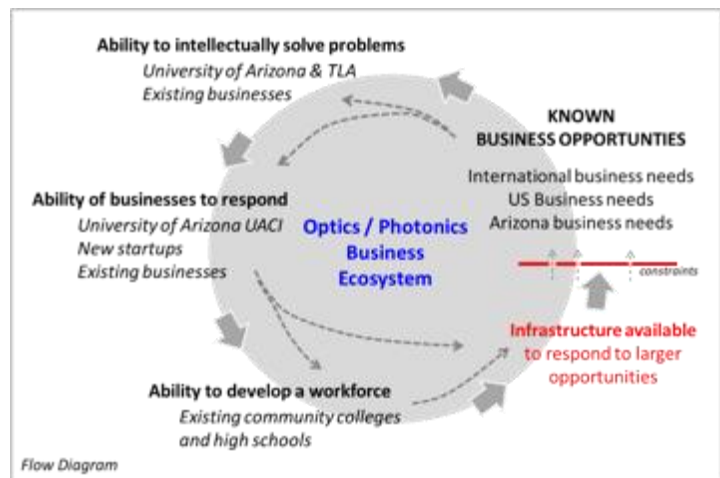 Ability to intellectually solve problems
University of Arizona & TLA
Existing businesses
KNOWN
BUSINESS OPPORTUNTIES
International business needs
US Business needs
Arizona business needs
constraints
Ability of businesses to respond
University of Arizona UACI
New startups
Existing businesses
Optics / Photonics
Business
Ecosystem
Infrastructure available
to respond to larger
opportunities
Ability to develop a workforce
Existing community colleges
and high schools
Flow Diagram